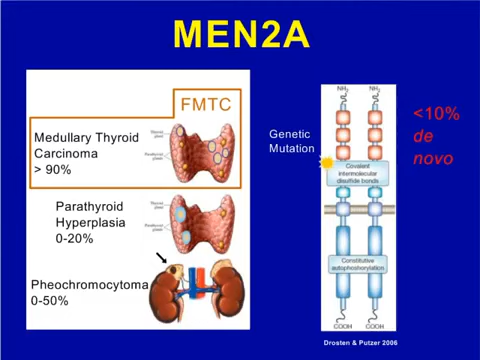 MEN2A
FMTC
Medullary Thyroid
Carcinoma
> 90%
Parathyroid
Hyperplasia
0-20%
Pheochromocytoma
0-50%
Genetic
Mutation
NH₂
NH₂
Covalent
intermolecular
disulfide bonds
Constitutive
autophosphorylation
COOH
COOH
<10%
de
novo
Drosten & Putzer 2006